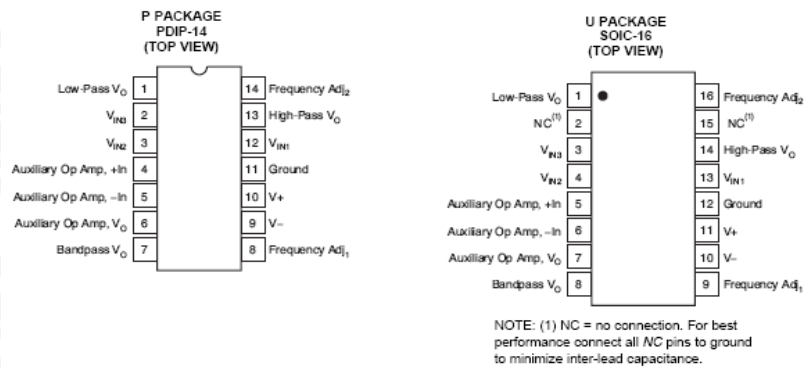 P PACKAGE
PDIP-14
(TOP VIEW)
Low-Pass VO 1
14 Frequency Adj2
VIN3 2
13 High-Pass VO
VIN2 3
12 VIN1
Auxiliary Op Amp, +In 4
11 Ground
Auxiliary Op Amp, –In 5
10 V+
Auxiliary Op Amp, VO 6
9 V–
Bandpass VO 7
8 Frequency Adj1
U PACKAGE
SOIC-16
(TOP VIEW)
Low-Pass VO 1
16 Frequency Adj2
NC(1) 2
15 NC(1)
VIN3 3
14 High-Pass VO
VIN2 4
13 VIN1
Auxiliary Op Amp, +In 5
12 Ground
Auxiliary Op Amp, –In 6
11 V+
Auxiliary Op Amp, VO 7
10 V–
Bandpass VO 8
9 Frequency Adj1
NOTE: (1) NC = no connection. For best
performance connect all NC pins to ground
to minimize inter-lead capacitance.